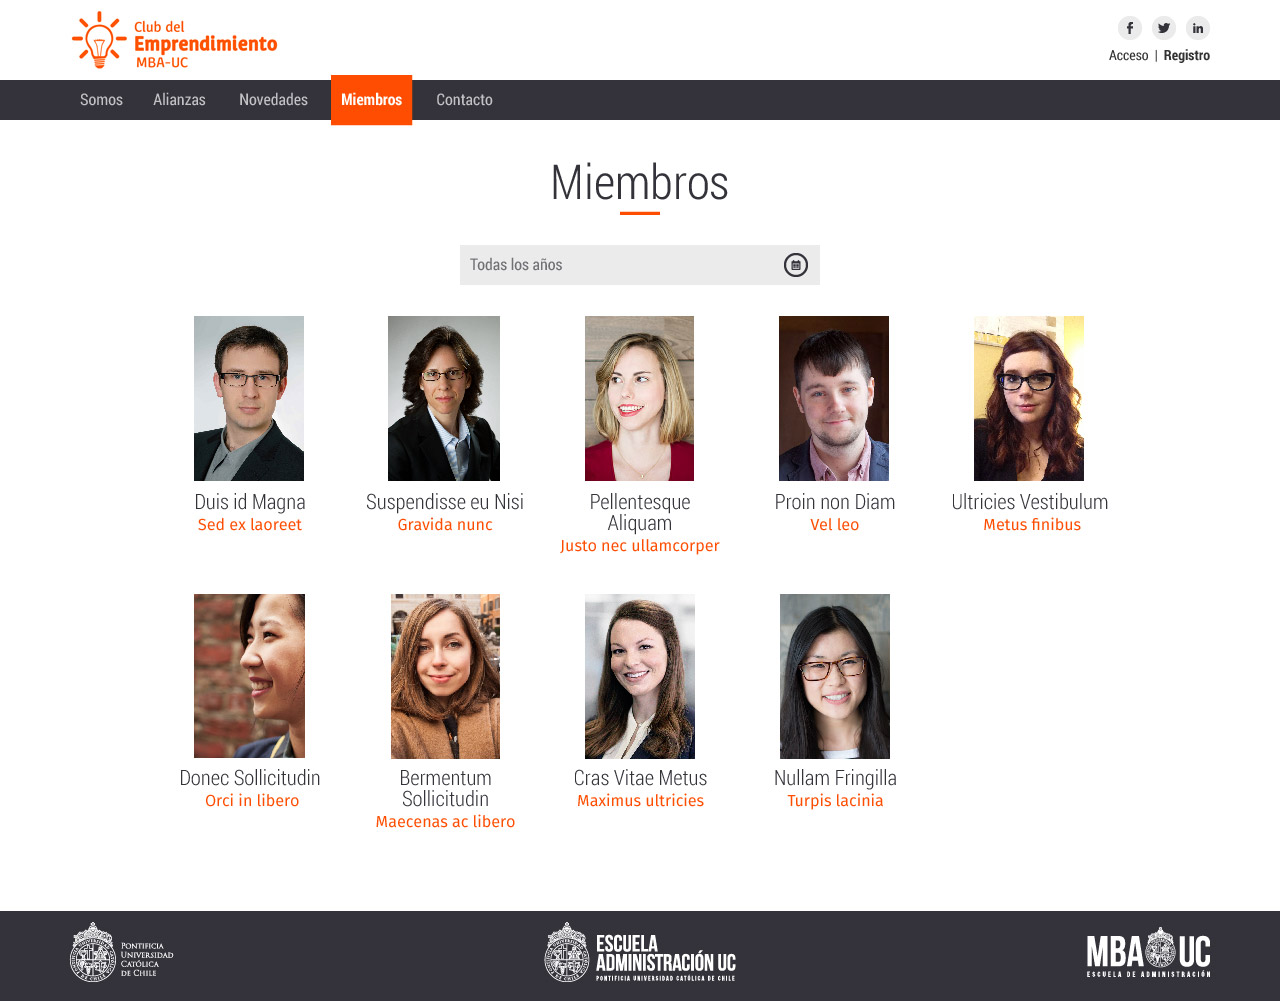 Club del
Emprendimiento
MBA-UC
Acceso | Registro
Somos Alianzas Novedades Miembros Contacto
Miembros
Todas los años
Duis id Magna
Sed ex laoreet
Suspendisse eu Nisi
Gravida nunc
Pellentesque
Aliquam
Justo nec ullamcorper
Proin non Diam
Vel leo
Ultricies Vestibulum
Metus finibus
Donec Sollicitudin
Orci in libero
Bermentum
Sollicitudin
Maecenas ac libero
Cras Vitae Metus
Maximus ultricies
Nullam Fringilla
Turpis lacinia
PONTIFICIA
UNIVERSIDAD
CATÓLICA
DE CHILE
ESCUELA
ADMINISTRACIÓN UC
PONTIFICIA UNIVERSIDAD CATÓLICA DE CHILE
MBA UC
ESCUELA DE ADMINISTRACIÓN